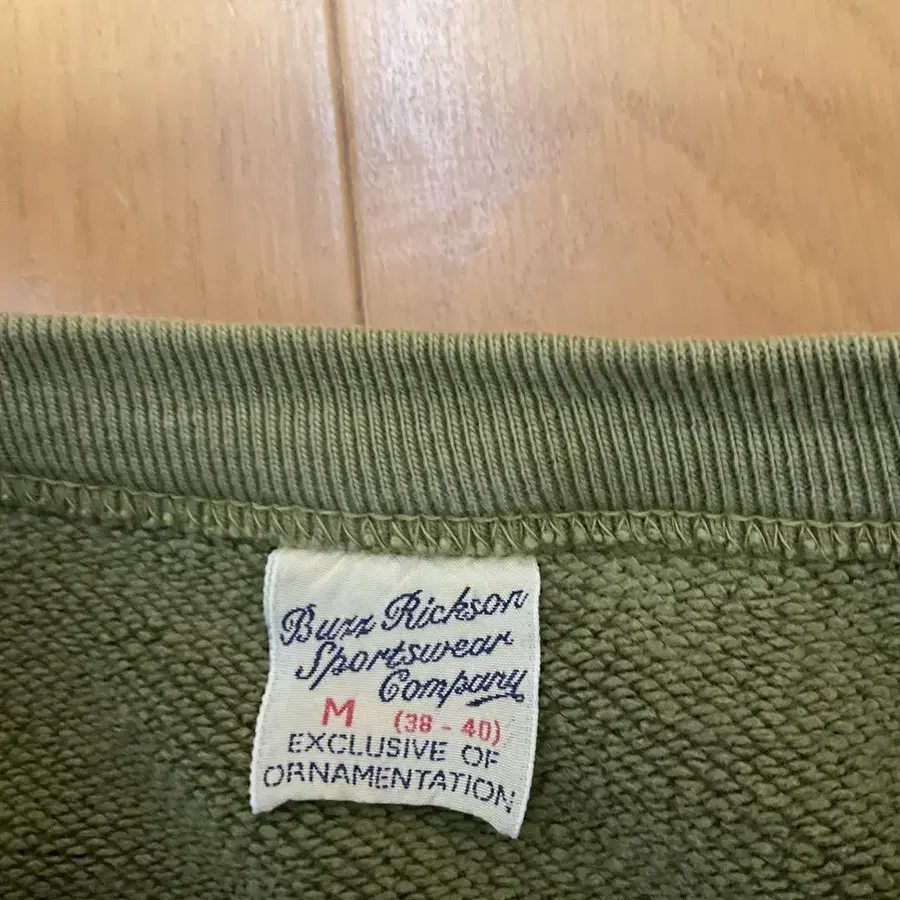 Buzz Rickson
Sportswear
Company
M (38 - 40)
EXCLUSIVE OF
ORNAMENTATION